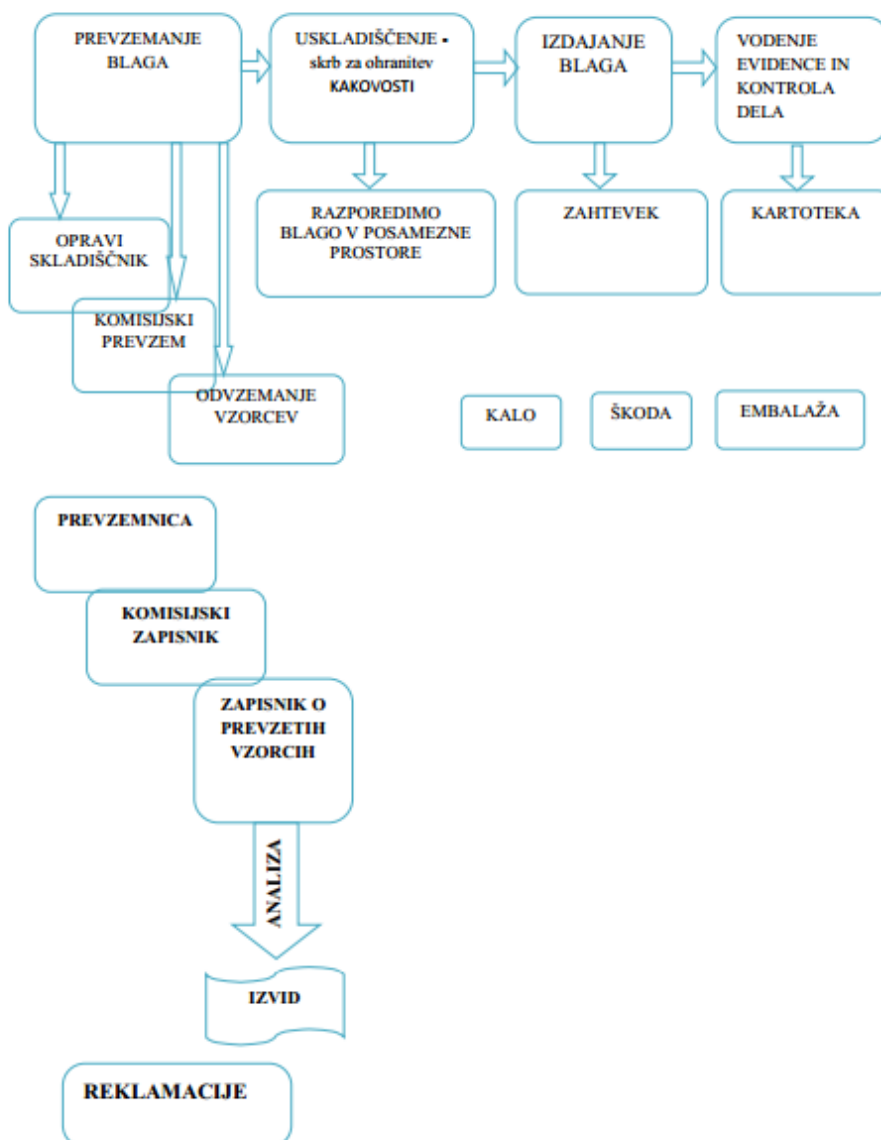 PREVZEMANJE
BLAGA
USKLADIŠČENJE -
skrb za ohranitev
KAKOVOSTI
IZDAJANJE
BLAGA
VODENJE
EVIDENCE IN
KONTROLA
DELA
OPRAVI
SKLADIŠČNIK
KOMISIJSKI
PREVZEM
ODVZEMANJE
VZORCEV
RAZPOREDIMO
BLAGO V POSAMEZNE
PROSTORE
ZAHTEVEK
KARTOTEKA
KALO
ŠKODA
EMBALAŽA
PREVZEMNICA
KOMISIJSKI
ZAPISNIK
ZAPISNIK O
PREVZETIH
VZORCIH
ANALIZA
IZVID
REKLAMACIJE